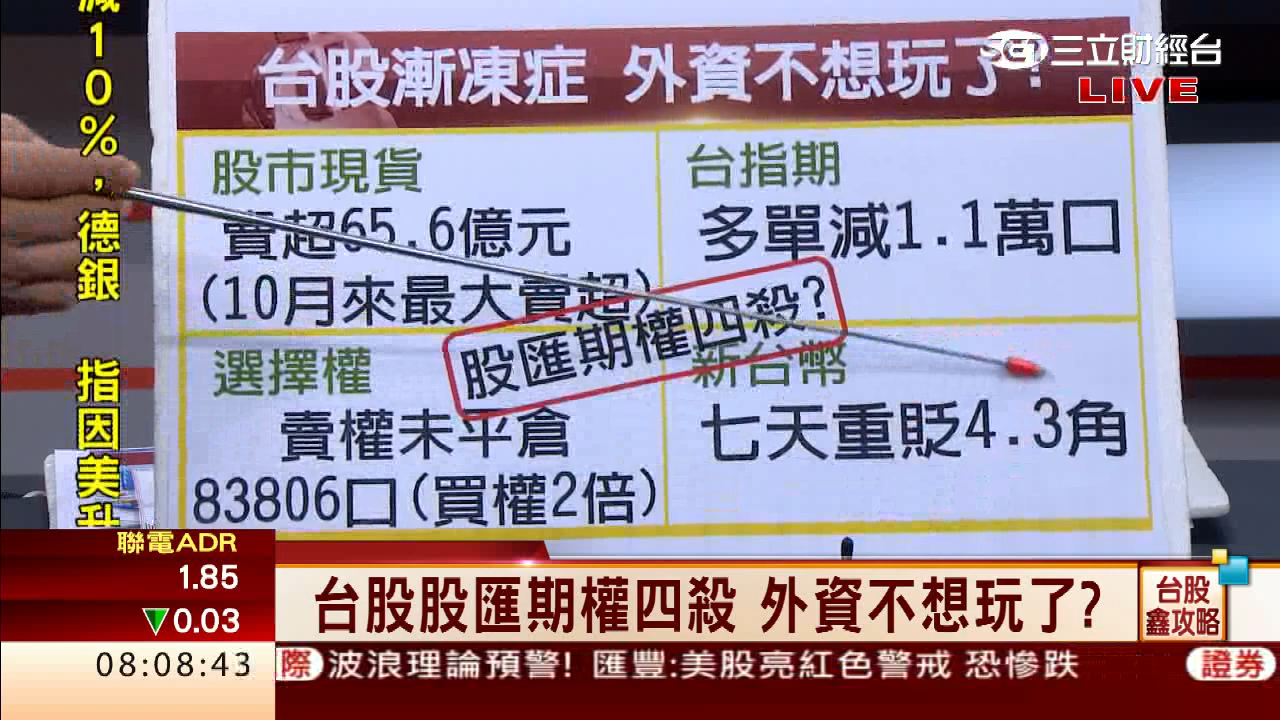 減10%,德銀 指因美升
台股漸凍症 外資不想玩了?
三立財經台
LIVE
股市現貨
賣超65.6億元
(10月來最大賣超)
台指期
多單減1.1萬口
股匯期權四殺?
選擇權
賣權未平倉
83806口(買權2倍)
新台幣
七天重貶4.3角
聯電ADR
1.85
▼0.03
08:08:43
台股股匯期權四殺 外資不想玩了?
台股
鑫攻略
際 波浪理論預警! 匯豐:美股亮紅色警戒 恐慘跌
證券